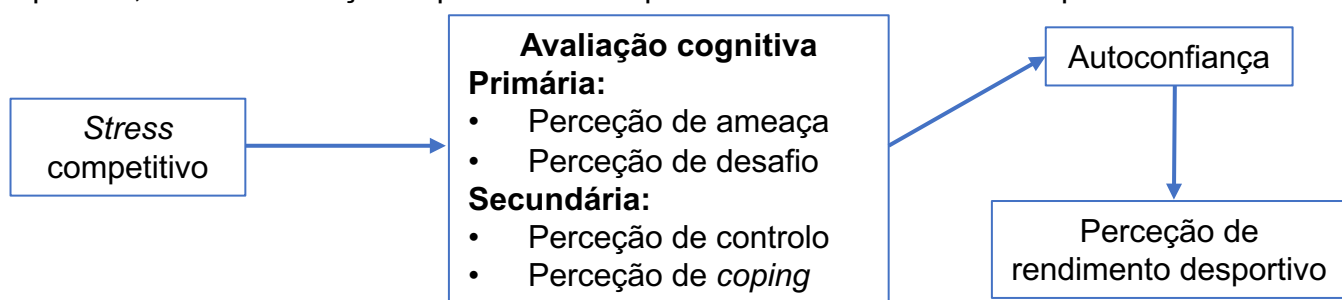 Stress
competitivo
Avaliação cognitiva
Primária:
• Perceção de ameaça
• Perceção de desafio
Secundária:
• Perceção de controlo
• Perceção de coping
Autoconfiança
Perceção de
rendimento desportivo